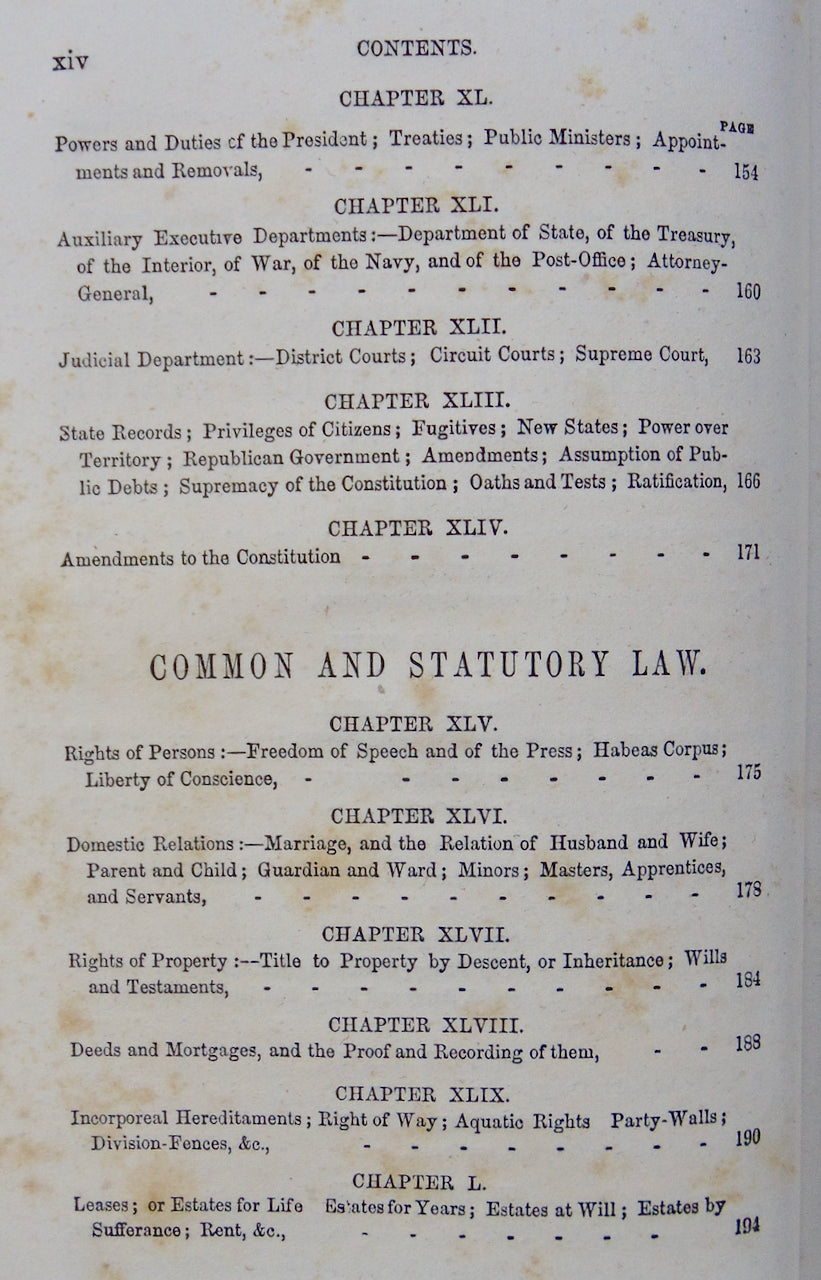 xiv
CONTENTS.
CHAPTER XL.
PAGE
Powers and Duties of the President; Treaties; Public Ministers; Appoint-
ments and Removals, - - - - - - - - - 154
CHAPTER XLI.
Auxiliary Executive Departments:—Department of State, of the Treasury,
of the Interior, of War, of the Navy, and of the Post-Office; Attorney-
General, - - - - - - - - - - - 160
CHAPTER XLII.
Judicial Department:—District Courts; Circuit Courts; Supreme Court, 163
CHAPTER XLIII.
State Records; Privileges of Citizens; Fugitives; New States; Power over
Territory; Republican Government; Amendments; Assumption of Pub-
lic Debts; Supremacy of the Constitution; Oaths and Tests; Ratification, 166
CHAPTER XLIV.
Amendments to the Constitution - - - - - - - - 171
COMMON AND STATUTORY LAW.
CHAPTER XLV.
Rights of Persons:—Freedom of Speech and of the Press; Habeas Corpus;
Liberty of Conscience, - - - - - - - - 175
CHAPTER XLVI.
Domestic Relations:—Marriage, and the Relation of Husband and Wife;
Parent and Child; Guardian and Ward; Minors; Masters, Apprentices,
and Servants, - - - - - - - - - - 178
CHAPTER XLVII.
Rights of Property:—Title to Property by Descent, or Inheritance; Wills
and Testaments, - - - - - - - - - - 184
CHAPTER XLVIII.
Deeds and Mortgages, and the Proof and Recording of them, - - 188
CHAPTER XLIX.
Incorporeal Hereditaments; Right of Way; Aquatic Rights Party-Walls;
Division-Fences, &c., - - - - - - - - 190
CHAPTER L.
Leases; or Estates for Life Estates for Years; Estates at Will; Estates by
Sufferance; Rent, &c., - - - - - - - 194